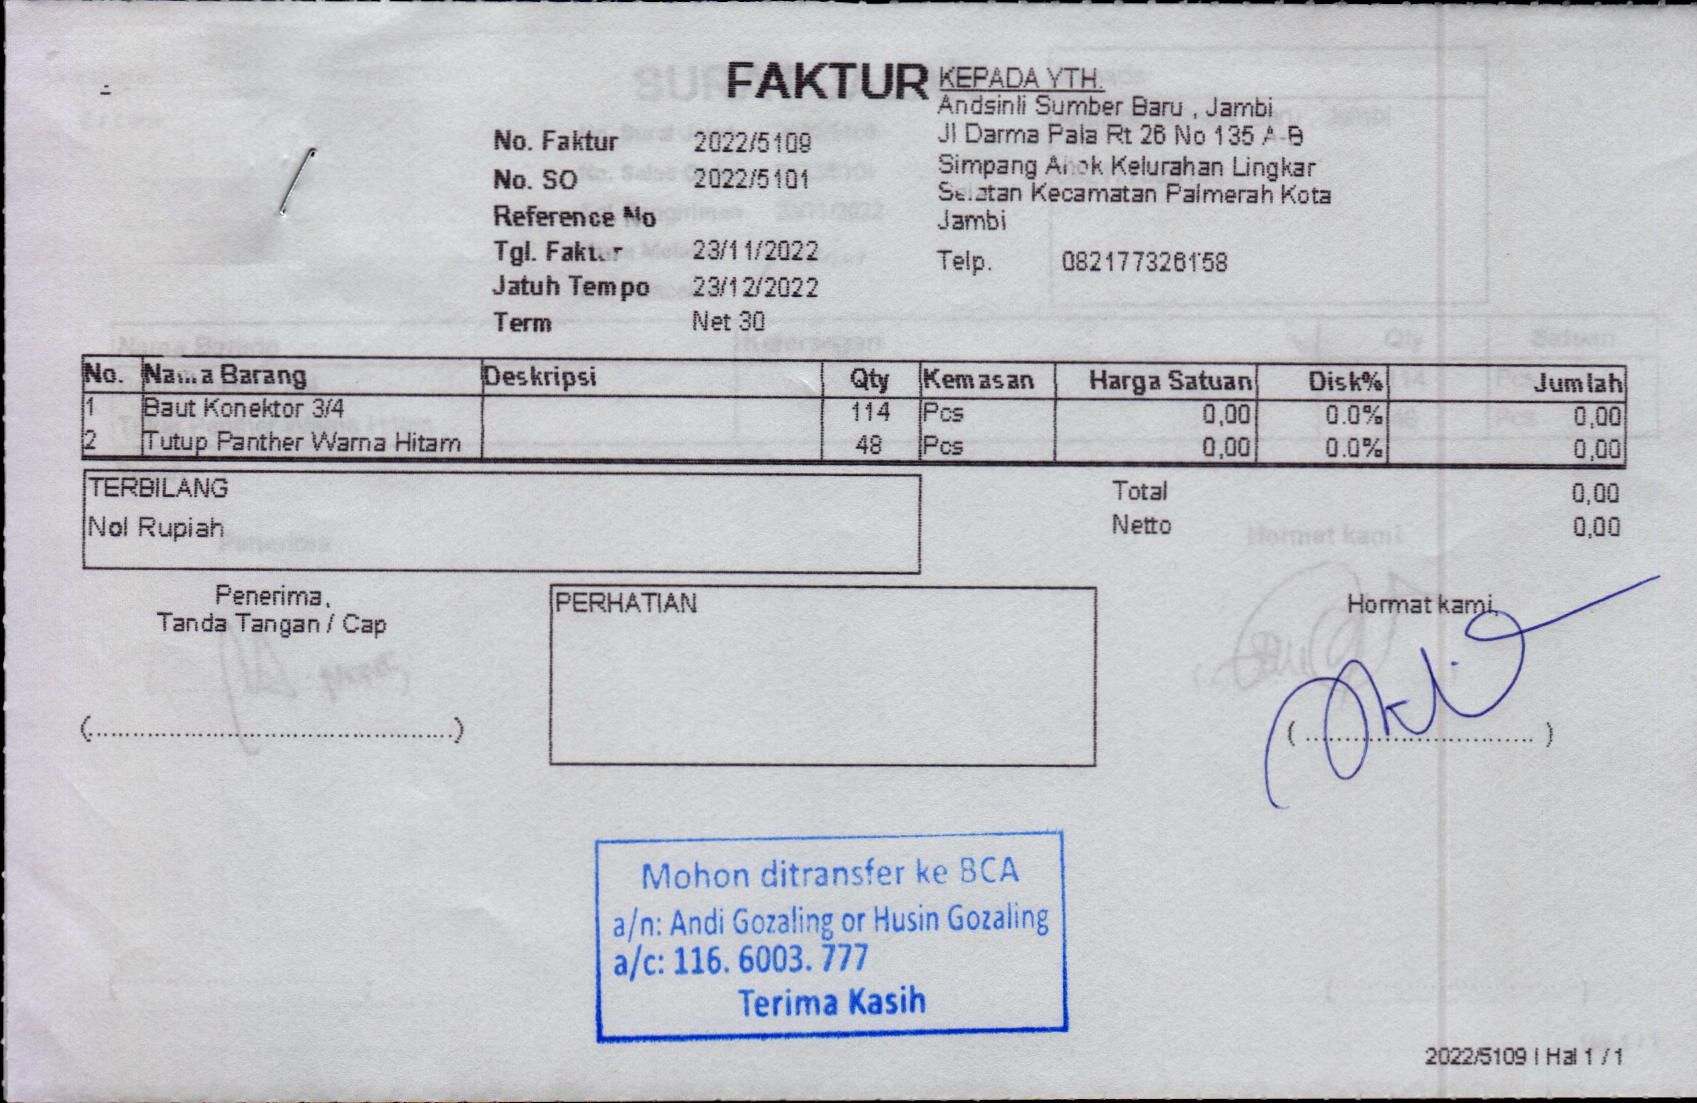 FAKTUR
No. Faktur 2022/5109
No. SO 2022/5101
Reference No
Tgl. Faktur 23/11/2022
Jatuh Tempo 23/12/2022
Term Net 30
KEPADA YTH.
Andsinli Sumber Baru , Jambi
Jl Darma Pala Rt 26 No 135 A-B
Simpang Ahok Kelurahan Lingkar
Selatan Kecamatan Palmerah Kota
Jambi
Telp. 082177326158
No. Nama Barang Deskripsi Qty Kemasan Harga Satuan Disk% Jumlah
1 Baut Konektor 3/4 114 Pcs 0,00 0.0% 0,00
2 Tutup Panther Warna Hitam 48 Pcs 0,00 0.0% 0,00
TERBILANG
Nol Rupiah
Total 0,00
Netto 0,00
Penerima,
Tanda Tangan / Cap
(..................................................)
PERHATIAN
Hormat kami,
( ................................ )
Mohon ditransfer ke BCA
a/n: Andi Gozaling or Husin Gozaling
a/c: 116. 6003. 777
Terima Kasih
2022/5109 | Hal 1 / 1